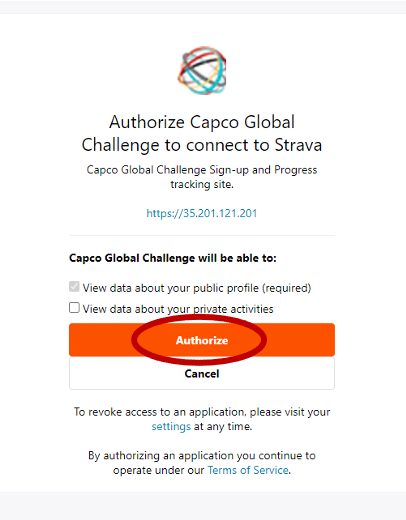 Authorize Capco Global
Challenge to connect to Strava
Capco Global Challenge Sign-up and Progress
tracking site.
https://35.201.121.201
Capco Global Challenge will be able to:
View data about your public profile (required)
View data about your private activities
Authorize
Cancel
To revoke access to an application, please visit your
settings at any time.
By authorizing an application you continue to
operate under our Terms of Service.